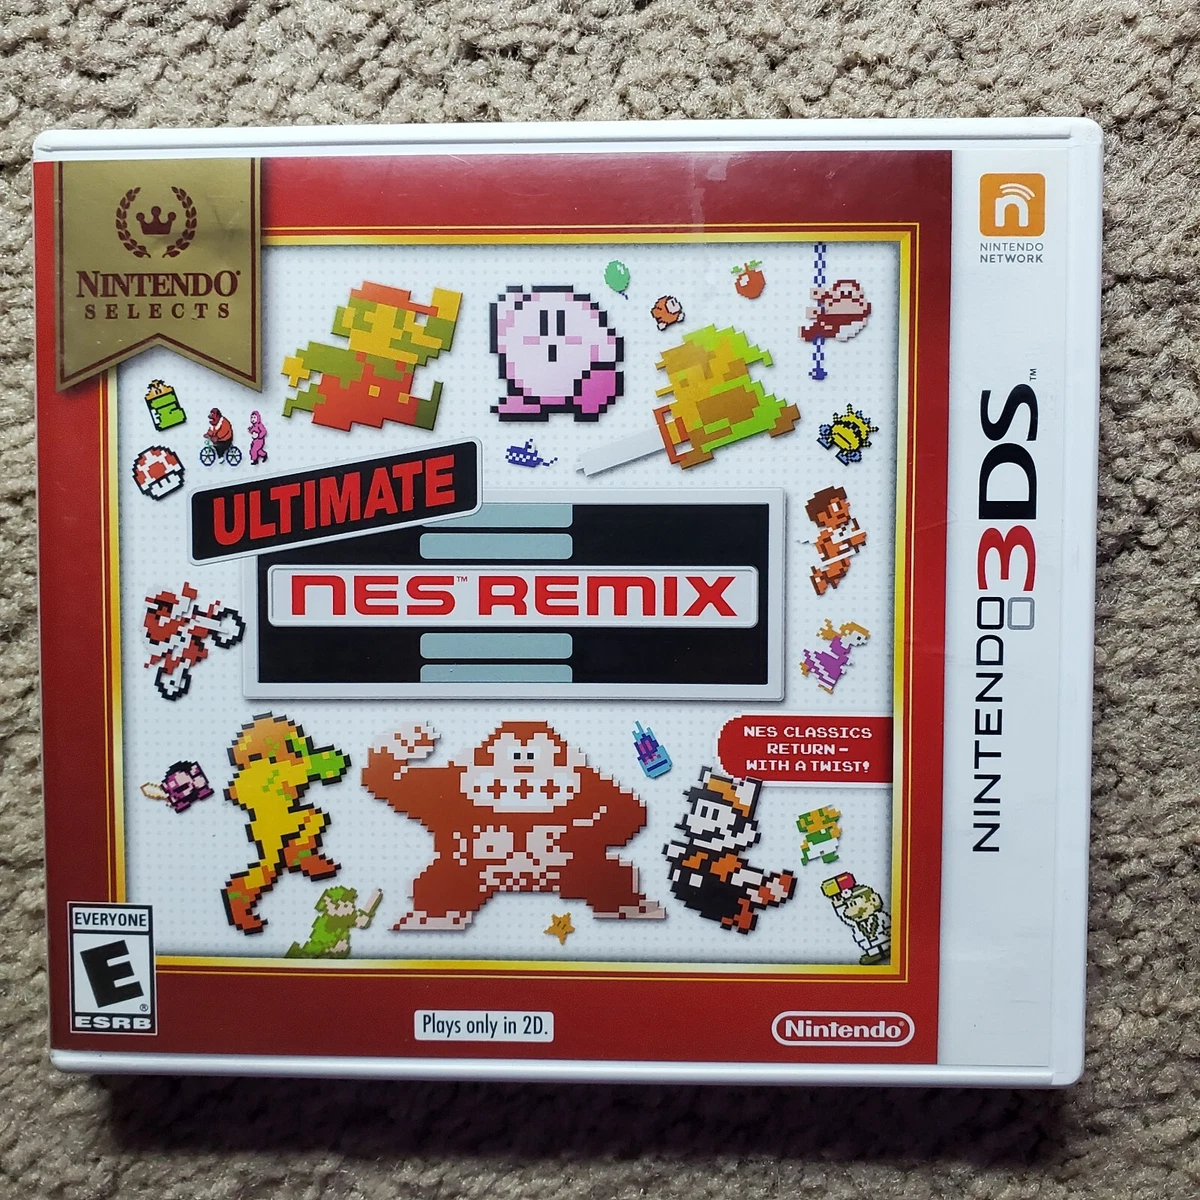 NINTENDO®
SELECTS
NINTENDO
NETWORK
ULTIMATE
NES™ REMIX
NINTENDO 3DS™
NES CLASSICS
RETURN–
WITH A TWIST!
EVERYONE
E
®
ESRB
Plays only in 2D.
Nintendo®